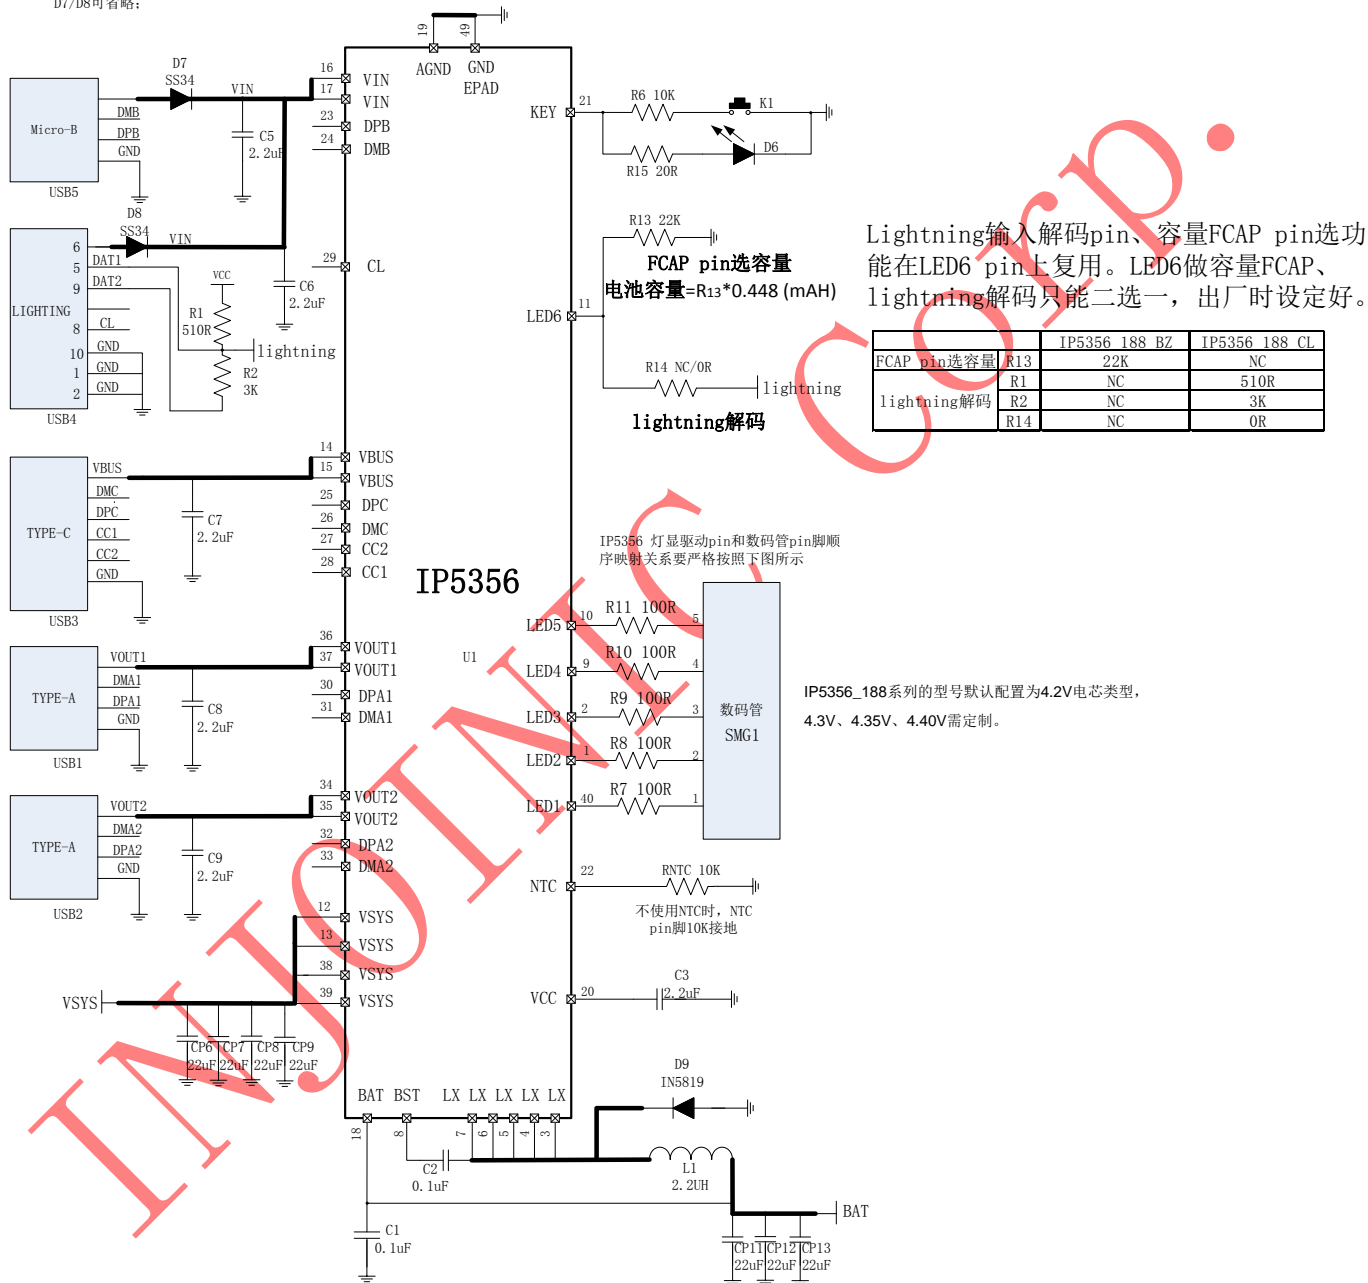 D7/D8可省略;
19
49
AGND
GND
EPAD
Micro-B
DMB
DPB
GND
USB5
D7
SS34
VIN
C5
2.2uF
16
VIN
17
VIN
23
DPB
24
DMB
D8
SS34
VIN
LIGHTING
6
5
DAT1
9
DAT2
8
CL
10
GND
1
GND
2
GND
USB4
VCC
R1
510R
lightning
R2
3K
C6
2.2uF
29
CL
TYPE-C
VBUS
DMC
DPC
CC1
CC2
GND
USB3
C7
2.2uF
14
VBUS
15
VBUS
25
DPC
26
DMC
27
CC2
28
CC1
IP5356
U1
TYPE-A
VOUT1
DMA1
DPA1
GND
USB1
C8
2.2uF
36
VOUT1
37
VOUT1
30
DPA1
31
DMA1
TYPE-A
VOUT2
DMA2
DPA2
GND
USB2
C9
2.2uF
34
VOUT2
35
VOUT2
32
DPA2
33
DMA2
12
VSYS
13
VSYS
38
VSYS
39
VSYS
VSYS
CP6
22uF
CP7
22uF
CP8
22uF
CP9
22uF
BAT BST LX LX LX LX LX
18
8
7
6
5
4
3
C2
0.1uF
C1
0.1uF
D9
IN5819
L1
2.2UH
BAT
CP11
22uF
CP12
22uF
CP13
22uF
KEY
21
R6 10K
K1
R15 20R
D6
R13 22K
FCAP pin选容量
电池容量=R13*0.448 (mAH)
LED6
11
R14 NC/0R
lightning
lightning解码
Lightning输入解码pin、容量FCAP pin选功
能在LED6 pin上复用。LED6做容量FCAP、
lightning解码只能二选一，出厂时设定好。
IP5356 188 BZ IP5356 188 CL
FCAP pin选容量 R13 22K NC
lightning解码 R1 NC 510R
R2 NC 3K
R14 NC 0R
IP5356 灯显驱动pin和数码管pin脚顺
序映射关系要严格按照下图所示
LED5
10
R11 100R
5
LED4
9
R10 100R
4
LED3
2
R9 100R
3
LED2
1
R8 100R
2
LED1
40
R7 100R
1
数码管
SMG1
IP5356_188系列的型号默认配置为4.2V电芯类型，
4.3V、4.35V、4.40V需定制。
NTC
22
RNTC 10K
不使用NTC时，NTC
pin脚10K接地
VCC
20
C3
2.2uF
INJOINIC Corp.